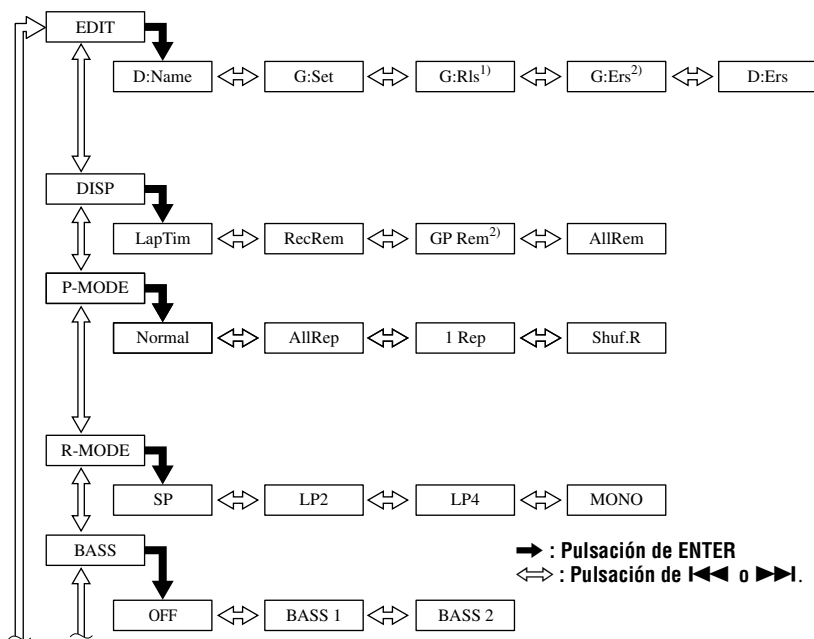 EDIT
D:Name G:Set G:Rls1) G:Ers2) D:Ers
DISP
LapTim RecRem GP Rem2) AllRem
P-MODE
Normal AllRep 1 Rep Shuf.R
R-MODE
SP LP2 LP4 MONO
BASS
: Pulsación de ENTER
: Pulsación de I◀◀ o ▶▶I.
OFF BASS 1 BASS 2